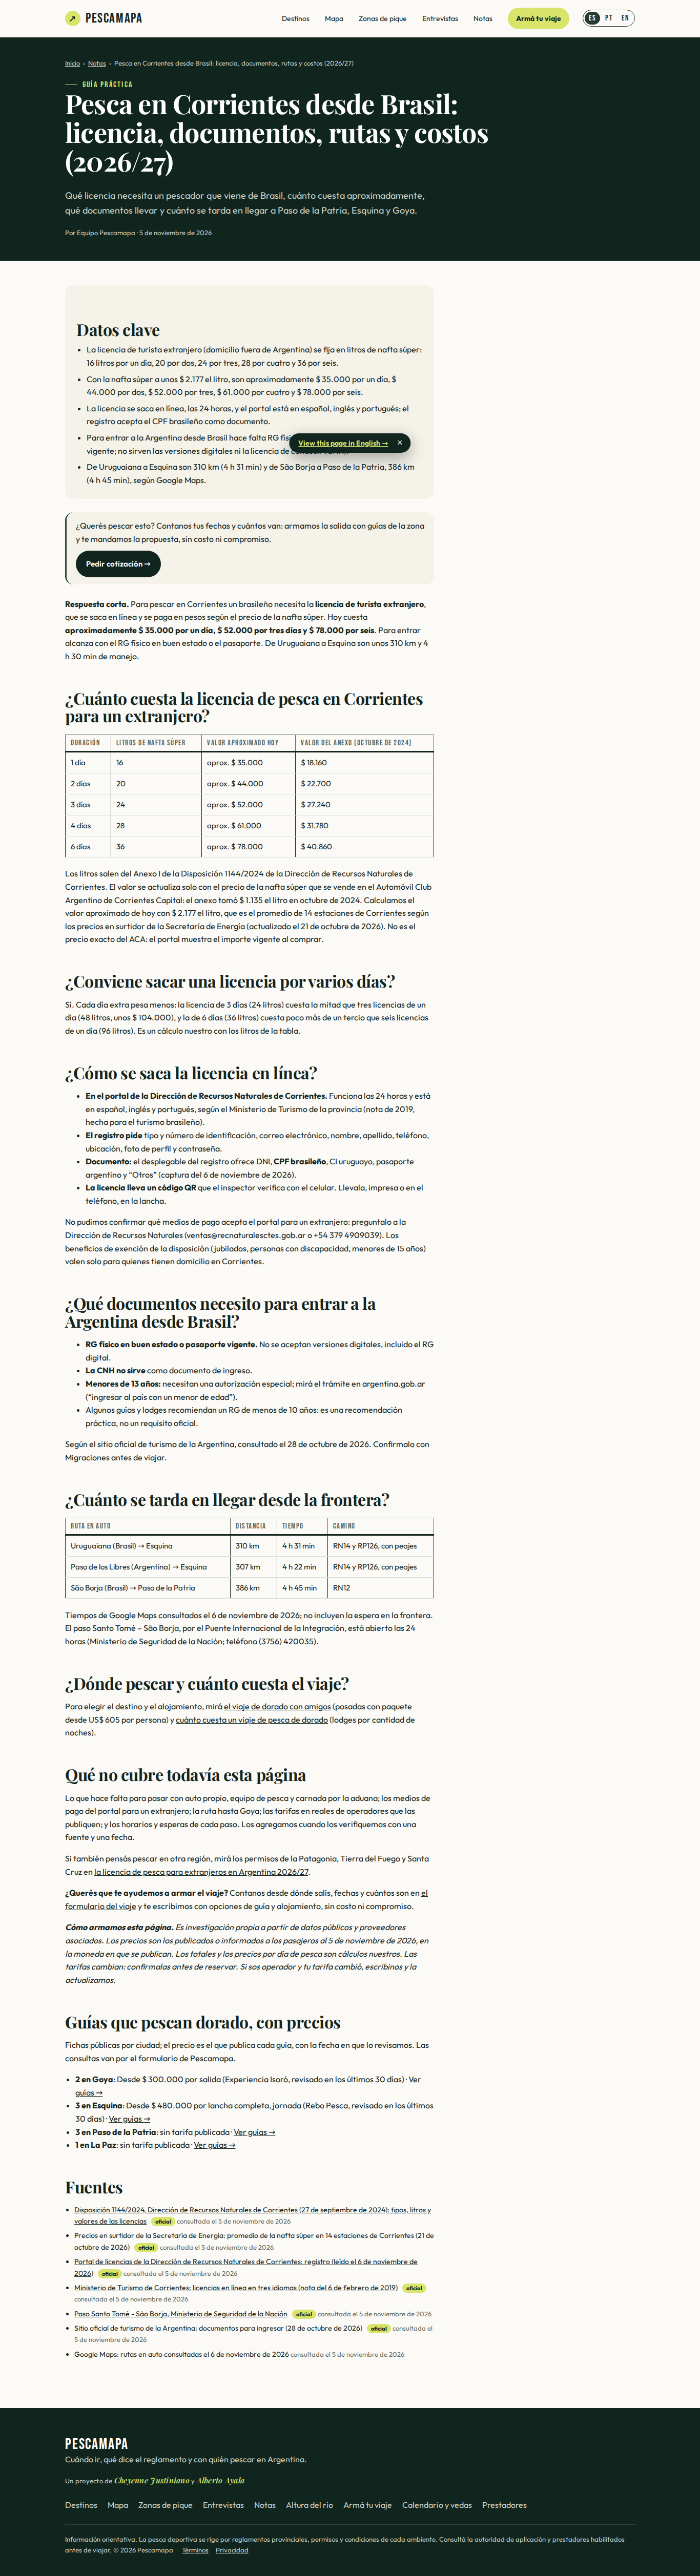 PESCAMAPA
Destinos Mapa Zonas de pique Entrevistas Notas Armá tu viaje ES PT EN
Inicio » Notas » Pesca en Corrientes desde Brasil: licencia, documentos, rutas y costos (2026/27)
GUÍA PRÁCTICA
Pesca en Corrientes desde Brasil:
licencia, documentos, rutas y costos
(2026/27)
Qué licencia necesita un pescador que viene de Brasil, cuánto cuesta aproximadamente,
qué documentos llevar y cuánto se tarda en llegar a Paso de la Patria, Esquina y Goya.
Por Equipo Pescamapa · 5 de noviembre de 2026
Datos clave
• La licencia de turista extranjero (domicilio fuera de Argentina) se fija en litros de nafta súper:
16 litros por un día, 20 por dos, 24 por tres, 28 por cuatro y 36 por seis.
• Con la nafta súper a unos $ 2.177 el litro, son aproximadamente $ 35.000 por un día, $
44.000 por dos, $ 52.000 por tres, $ 61.000 por cuatro y $ 78.000 por seis.
• La licencia se saca en línea, las 24 horas, y el portal está en español, inglés y portugués; el
registro acepta el CPF brasileño como documento.
• Para entrar a la Argentina desde Brasil hace falta RG
View this page in English → ×
vigente; no sirven las versiones digitales ni la licencia de
• De Uruguaiana a Esquina son 310 km (4 h 31 min) y de São Borja a Paso de la Patria, 386 km
(4 h 45 min), según Google Maps.
¿Querés pescar esto? Contanos tus fechas y cuántos van: armamos la salida con guías de la zona
y te mandamos la propuesta, sin costo ni compromiso.
Pedir cotización →
Respuesta corta. Para pescar en Corrientes un brasileño necesita la licencia de turista extranjero,
que se saca en línea y se paga en pesos según el precio de la nafta súper. Hoy cuesta
aproximadamente $ 35.000 por un día, $ 52.000 por tres días y $ 78.000 por seis. Para entrar
alcanza con el RG físico en buen estado o el pasaporte. De Uruguaiana a Esquina son unos 310 km y 4
h 30 min de manejo.
¿Cuánto cuesta la licencia de pesca en Corrientes
para un extranjero?
DURACIÓN LITROS DE NAFTA SÚPER VALOR APROXIMADO HOY VALOR DEL ANEXO (OCTUBRE DE 2024)
1 día 16 aprox. $ 35.000 $ 18.160
2 días 20 aprox. $ 44.000 $ 22.700
3 días 24 aprox. $ 52.000 $ 27.240
4 días 28 aprox. $ 61.000 $ 31.780
6 días 36 aprox. $ 78.000 $ 40.860
Los litros salen del Anexo I de la Disposición 1144/2024 de la Dirección de Recursos Naturales de
Corrientes. El valor se actualiza solo con el precio de la nafta súper que se vende en el Automóvil Club
Argentino de Corrientes Capital: el anexo tomó $ 1.135 el litro en octubre de 2024. Calculamos el
valor aproximado de hoy con $ 2.177 el litro, que es el promedio de 14 estaciones de Corrientes según
los precios en surtidor de la Secretaría de Energía (actualizado el 21 de octubre de 2026). No es el
precio exacto del ACA: el portal muestra el importe vigente al comprar.
¿Conviene sacar una licencia por varios días?
Sí. Cada día extra pesa menos: la licencia de 3 días (24 litros) cuesta la mitad que tres licencias de un
día (48 litros, unos $ 104.000), y la de 6 días (36 litros) cuesta poco más de un tercio que seis licencias
de un día (96 litros). Es un cálculo nuestro con los litros de la tabla.
¿Cómo se saca la licencia en línea?
• En el portal de la Dirección de Recursos Naturales de Corrientes. Funciona las 24 horas y está
en español, inglés y portugués, según el Ministerio de Turismo de la provincia (nota de 2019,
hecha para el turismo brasileño).
• El registro pide tipo y número de identificación, correo electrónico, nombre, apellido, teléfono,
ubicación, foto de perfil y contraseña.
• Documento: el desplegable del registro ofrece DNI, CPF brasileño, CI uruguayo, pasaporte
argentino y “Otros” (captura del 6 de noviembre de 2026).
• La licencia lleva un código QR que el inspector verifica con el celular. Llevala, impresa o en el
teléfono, en la lancha.
No pudimos confirmar qué medios de pago acepta el portal para un extranjero: preguntalo a la
Dirección de Recursos Naturales (ventas@recnaturalesctes.gob.ar o +54 379 4909039). Los
beneficios de exención de la disposición (jubilados, personas con discapacidad, menores de 15 años)
valen solo para quienes tienen domicilio en Corrientes.
¿Qué documentos necesito para entrar a la
Argentina desde Brasil?
• RG físico en buen estado o pasaporte vigente. No se aceptan versiones digitales, incluido el RG
digital.
• La CNH no sirve como documento de ingreso.
• Menores de 13 años: necesitan una autorización especial; mirá el trámite en argentina.gob.ar
(“ingresar al país con un menor de edad”).
• Algunos guías y lodges recomiendan un RG de menos de 10 años: es una recomendación
práctica, no un requisito oficial.
Según el sitio oficial de turismo de la Argentina, consultado el 28 de octubre de 2026. Confirmalo con
Migraciones antes de viajar.
¿Cuánto se tarda en llegar desde la frontera?
RUTA EN AUTO DISTANCIA TIEMPO CAMINO
Uruguaiana (Brasil) → Esquina 310 km 4 h 31 min RN14 y RP126, con peajes
Paso de los Libres (Argentina) → Esquina 307 km 4 h 22 min RN14 y RP126, con peajes
São Borja (Brasil) → Paso de la Patria 386 km 4 h 45 min RN12
Tiempos de Google Maps consultados el 6 de noviembre de 2026; no incluyen la espera en la frontera.
El paso Santo Tomé – São Borja, por el Puente Internacional de la Integración, está abierto las 24
horas (Ministerio de Seguridad de la Nación; teléfono (3756) 420035).
¿Dónde pescar y cuánto cuesta el viaje?
Para elegir el destino y el alojamiento, mirá el viaje de dorado con amigos (posadas con paquete
desde US$ 605 por persona) y cuánto cuesta un viaje de pesca de dorado (lodges por cantidad de
noches).
Qué no cubre todavía esta página
Lo que hace falta para pasar con auto propio, equipo de pesca y carnada por la aduana; los medios de
pago del portal para un extranjero; la ruta hasta Goya; las tarifas en reales de operadores que las
publiquen; y los horarios y esperas de cada paso. Los agregamos cuando los verifiquemos con una
fuente y una fecha.
Si también pensás pescar en otra región, mirá los permisos de la Patagonia, Tierra del Fuego y Santa
Cruz en la licencia de pesca para extranjeros en Argentina 2026/27.
¿Querés que te ayudemos a armar el viaje? Contanos desde dónde salís, fechas y cuántos son en el
formulario del viaje y te escribimos con opciones de guía y alojamiento, sin costo ni compromiso.
Cómo armamos esta página. Es investigación propia a partir de datos públicos y proveedores
asociados. Los precios son los publicados o informados a los pasajeros al 5 de noviembre de 2026, en
la moneda en que se publican. Los totales y los precios por día de pesca son cálculos nuestros. Las
tarifas cambian: confirmalas antes de reservar. Si sos operador y tu tarifa cambió, escribinos y la
actualizamos.
Guías que pescan dorado, con precios
Fichas públicas por ciudad; el precio es el que publica cada guía, con la fecha en que lo revisamos. Las
consultas van por el formulario de Pescamapa.
• 2 en Goya: Desde $ 300.000 por salida (Experiencia Isoró, revisado en los últimos 30 días) · Ver
guías →
• 3 en Esquina: Desde $ 480.000 por lancha completa, jornada (Rebo Pesca, revisado en los últimos
30 días) · Ver guías →
• 3 en Paso de la Patria: sin tarifa publicada · Ver guías →
• 1 en La Paz: sin tarifa publicada · Ver guías →
Fuentes
• Disposición 1144/2024, Dirección de Recursos Naturales de Corrientes (27 de septiembre de 2024): tipos, litros y
valores de las licencias oficial consultada el 5 de noviembre de 2026
• Precios en surtidor de la Secretaría de Energía: promedio de la nafta súper en 14 estaciones de Corrientes (21 de
octubre de 2026) oficial consultada el 5 de noviembre de 2026
• Portal de licencias de la Dirección de Recursos Naturales de Corrientes: registro (leído el 6 de noviembre de
2026) oficial consultada el 5 de noviembre de 2026
• Ministerio de Turismo de Corrientes: licencias en línea en tres idiomas (nota del 6 de febrero de 2019) oficial
consultada el 5 de noviembre de 2026
• Paso Santo Tomé - São Borja, Ministerio de Seguridad de la Nación oficial consultada el 5 de noviembre de 2026
• Sitio oficial de turismo de la Argentina: documentos para ingresar (28 de octubre de 2026) oficial consultada el
5 de noviembre de 2026
• Google Maps: rutas en auto consultadas el 6 de noviembre de 2026 consultada el 5 de noviembre de 2026
PESCAMAPA
Cuándo ir, qué dice el reglamento y con quién pescar en Argentina.
Un proyecto de Cheyenne Justiniano y Alberto Ayala
Destinos Mapa Zonas de pique Entrevistas Notas Altura del río Armá tu viaje Calendario y vedas Prestadores
Información orientativa. La pesca deportiva se rige por reglamentos provinciales, permisos y condiciones de cada ambiente. Consultá la autoridad de aplicación y prestadores habilitados
antes de viajar. © 2026 Pescamapa Términos Privacidad